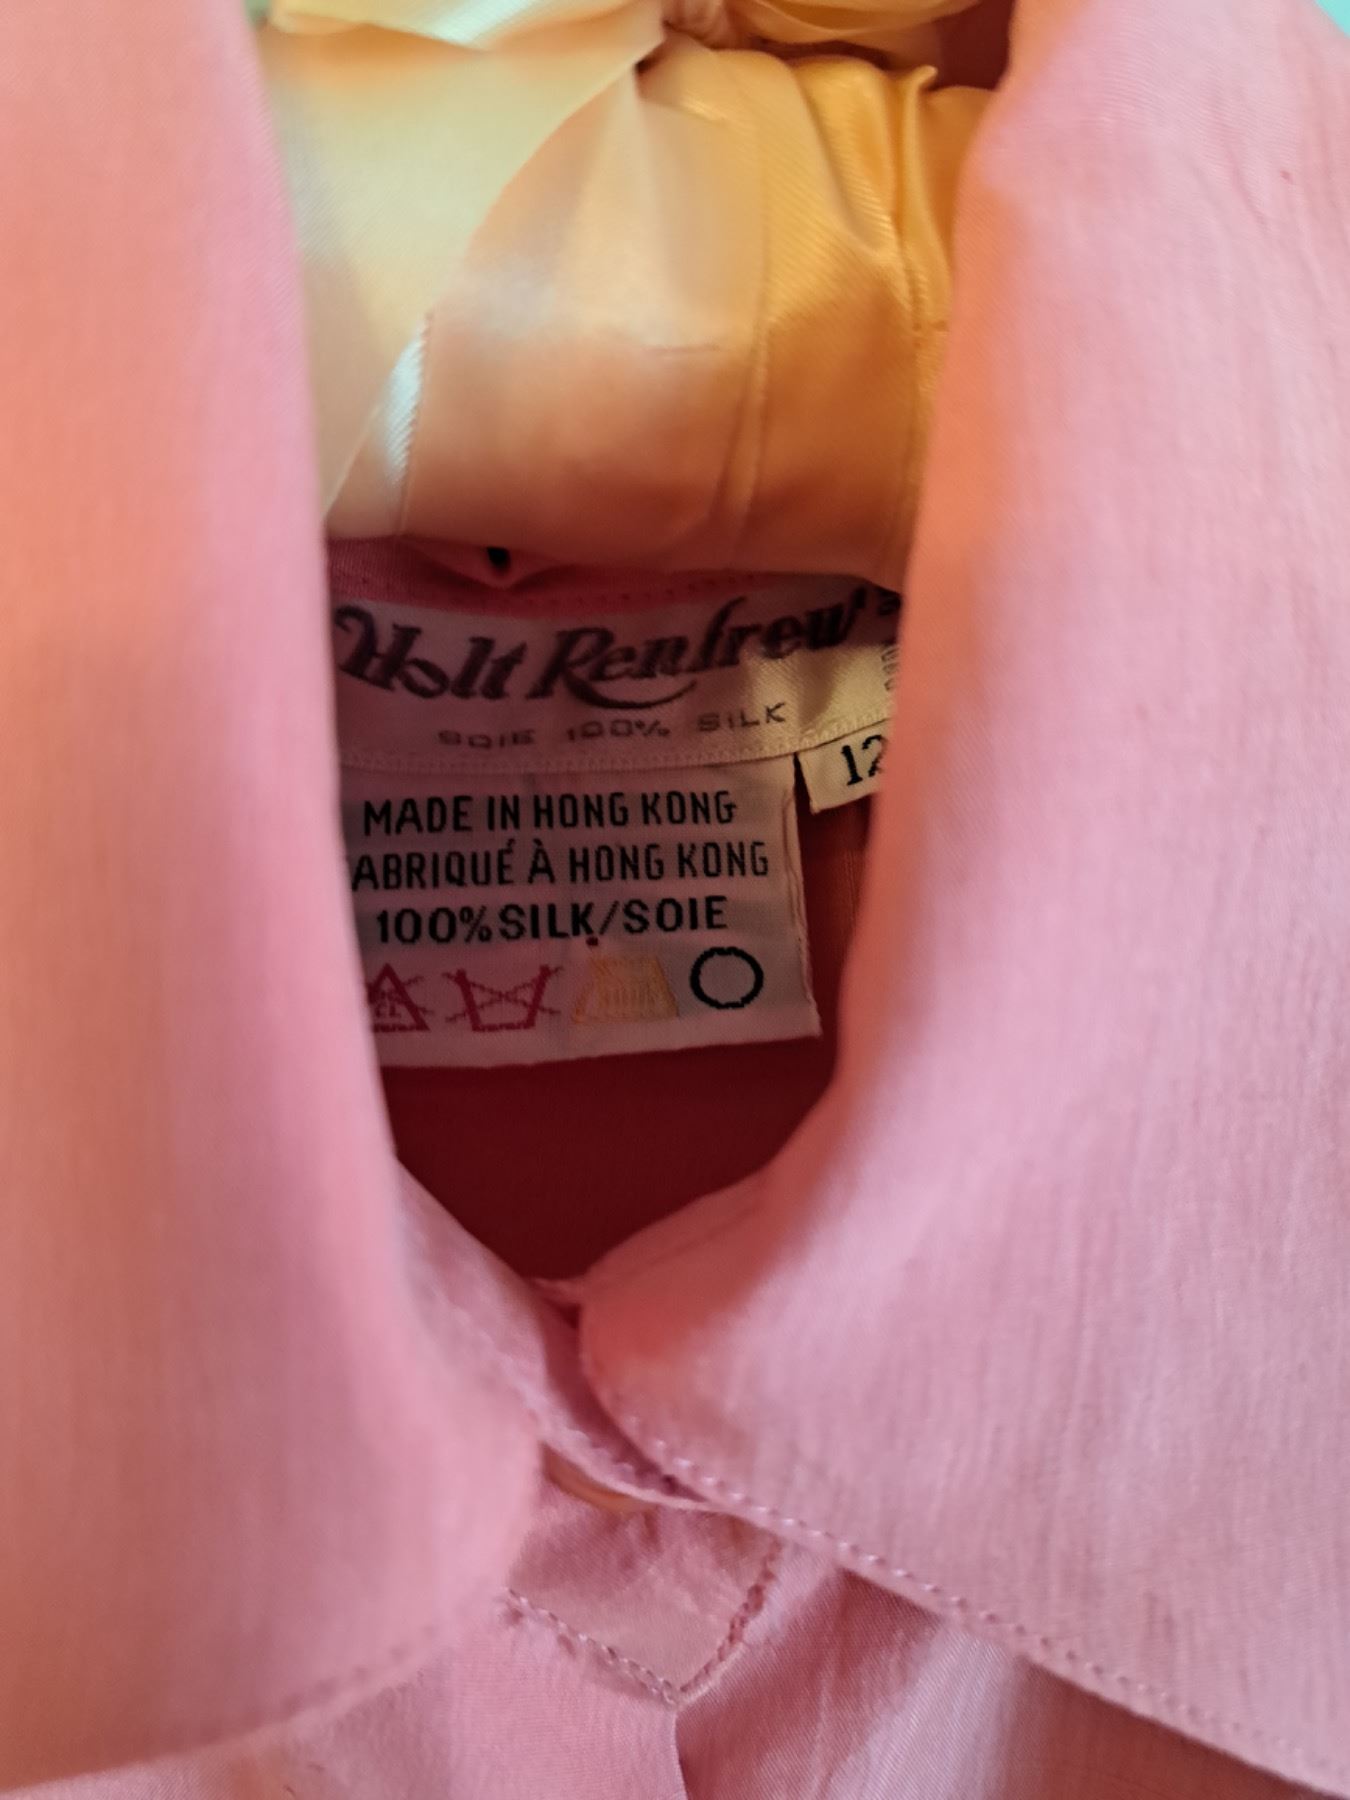 Holt Renfrew
SOIE 100% SILK
12
MADE IN HONG KONG
ABRIQUÉ À HONG KONG
100% SILK/SOIE